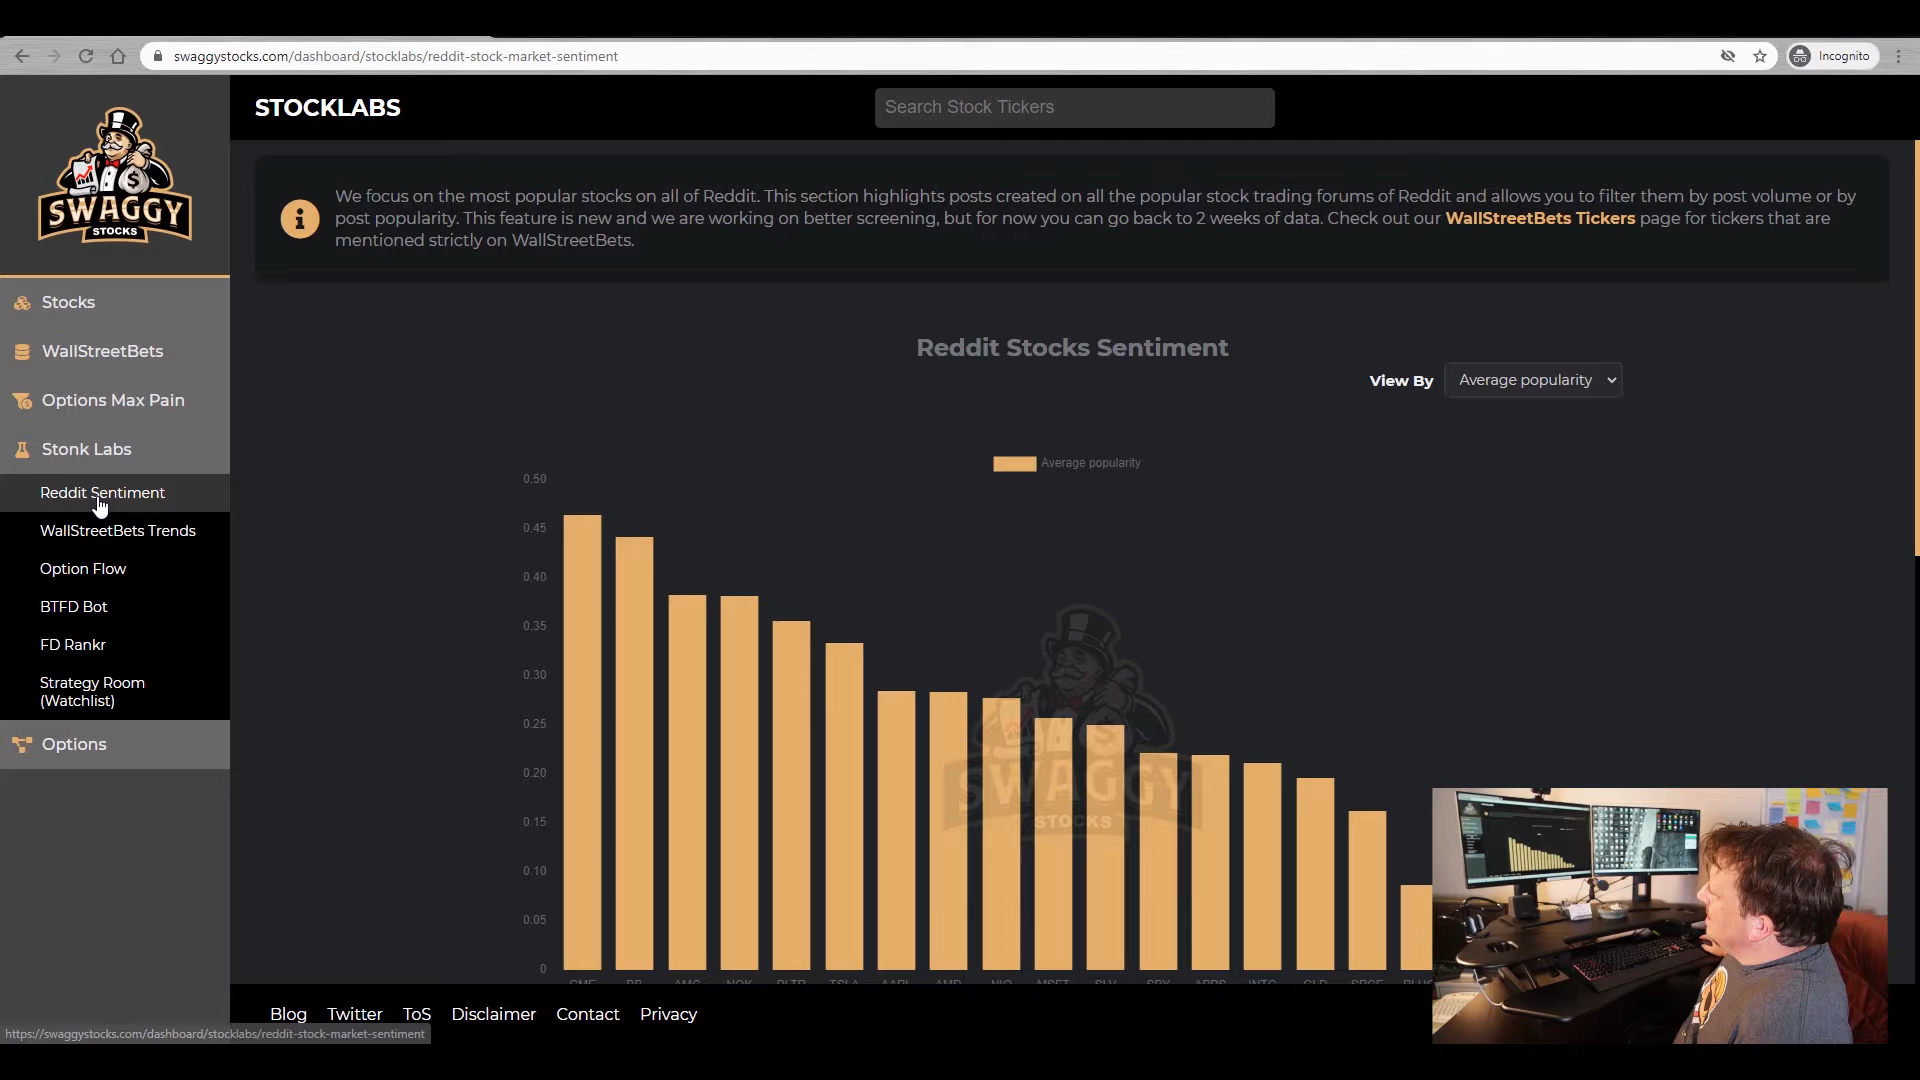 swaggystocks.com/dashboard/stocklabs/reddit-stock-market-sentiment
Incognito
SWAGGY
STOCKS
STOCKLABS
Search Stock Tickers
We focus on the most popular stocks on all of Reddit. This section highlights posts created on all the popular stock trading forums of Reddit and allows you to filter them by post volume or by
post popularity. This feature is new and we are working on better screening, but for now you can go back to 2 weeks of data. Check out our WallStreetBets Tickers page for tickers that are
mentioned strictly on WallStreetBets.
Stocks
WallStreetBets
Options Max Pain
Stonk Labs
Reddit Sentiment
WallStreetBets Trends
Option Flow
BTFD Bot
FD Rankr
Strategy Room
(Watchlist)
Options
Reddit Stocks Sentiment
View By
Average popularity
Average popularity
0.50
0.45
0.40
0.35
0.30
0.25
0.20
0.15
0.10
0.05
0
SWAGGY
STOCKS
Blog
Twitter
ToS
Disclaimer
Contact
Privacy
https://swaggystocks.com/dashboard/stocklabs/reddit-stock-market-sentiment